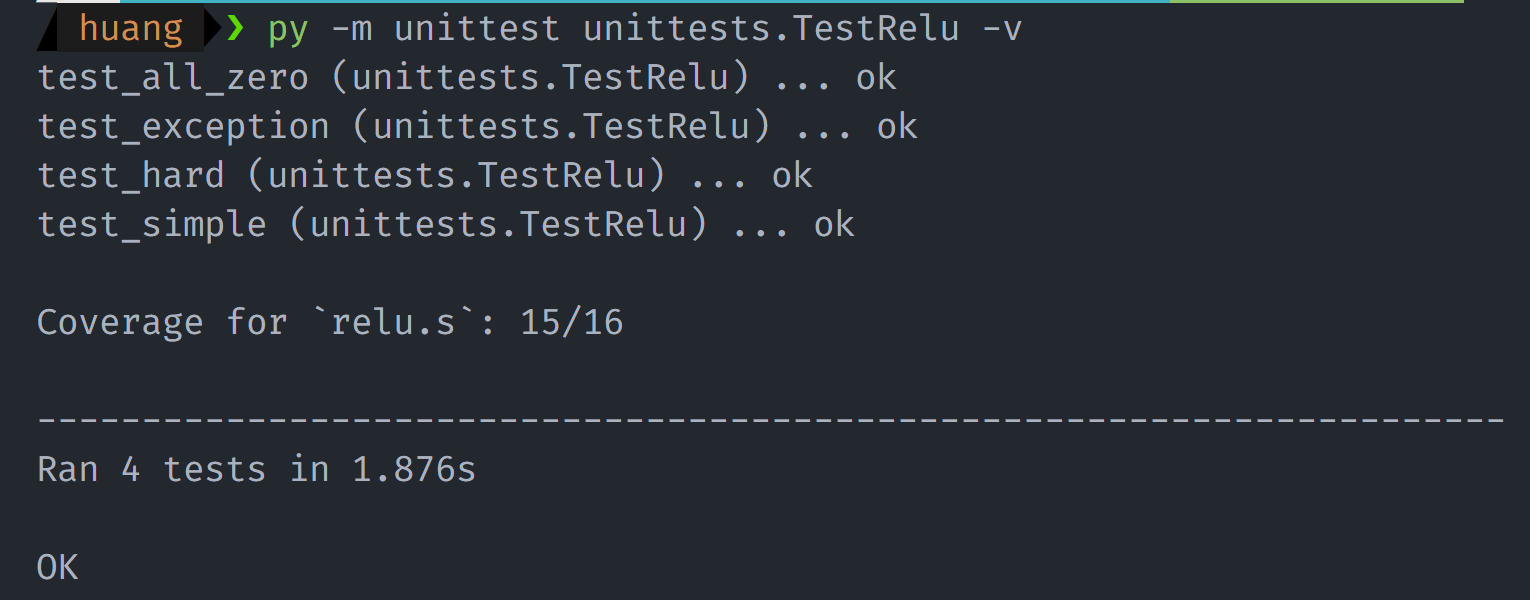 huang ❯ py -m unittest unittests.TestRelu -v
test_all_zero (unittests.TestRelu) ... ok
test_exception (unittests.TestRelu) ... ok
test_hard (unittests.TestRelu) ... ok
test_simple (unittests.TestRelu) ... ok
Coverage for `relu.s`: 15/16
----------------------------------------------------------------------
Ran 4 tests in 1.876s
OK